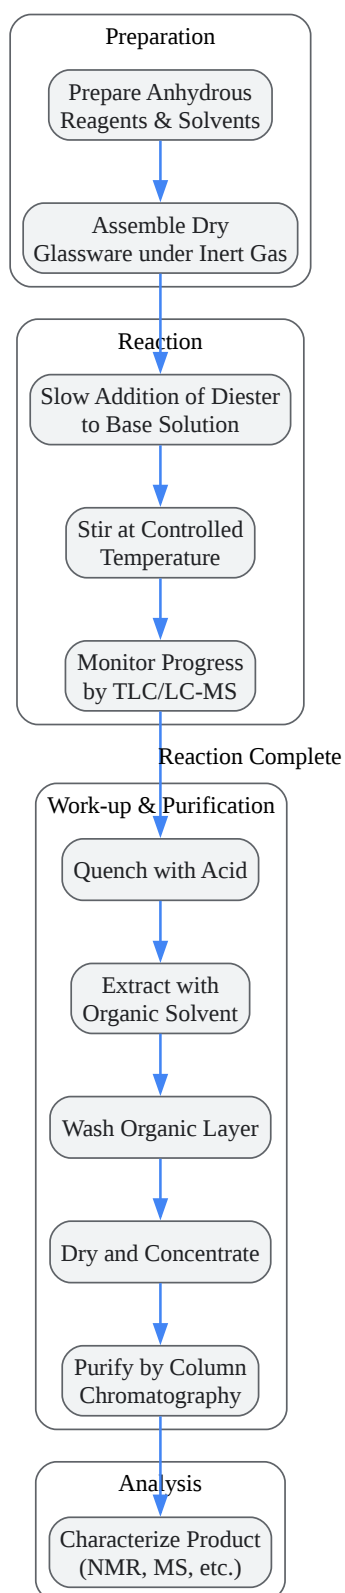 Preparation
Prepare Anhydrous
Reagents & Solvents
Assemble Dry
Glassware under Inert Gas
Reaction
Slow Addition of Diester
to Base Solution
Stir at Controlled
Temperature
Monitor Progress
by TLC/LC-MS
Reaction Complete
Work-up & Purification
Quench with Acid
Extract with
Organic Solvent
Wash Organic Layer
Dry and Concentrate
Purify by Column
Chromatography
Analysis
Characterize Product
(NMR, MS, etc.)